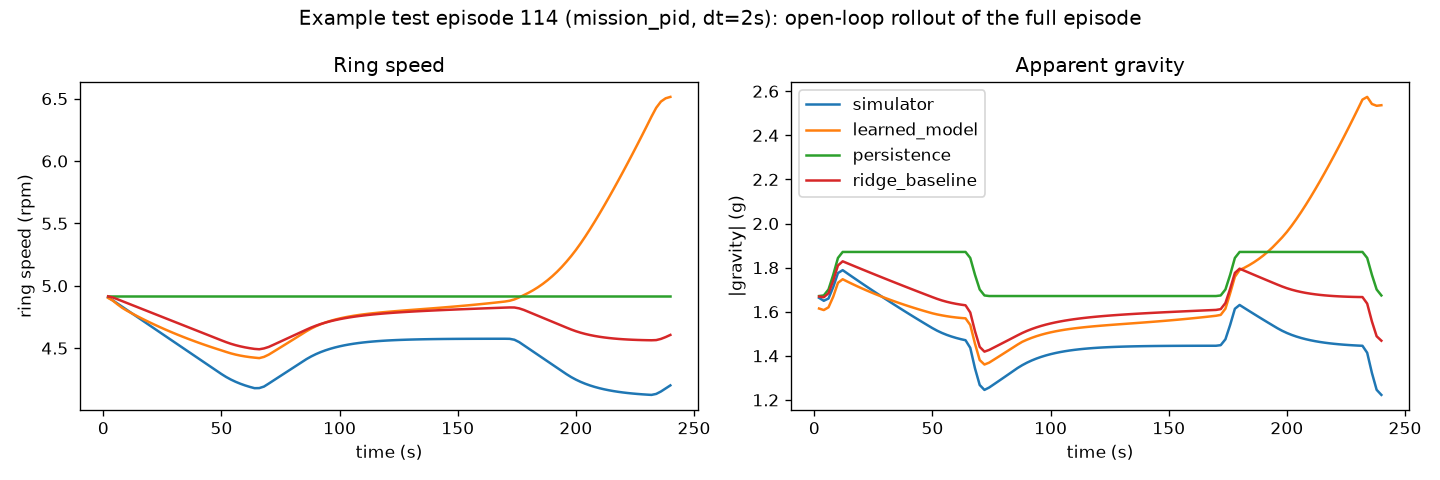 Example test episode 114 (mission_pid, dt=2s): open-loop rollout of the full episode
Ring speed
ring speed (rpm)
6.5
6.0
5.5
5.0
4.5
0 50 100 150 200 250
time (s)
Apparent gravity
|gravity| (g)
2.6
2.4
2.2
2.0
1.8
1.6
1.4
1.2
simulator
learned_model
persistence
ridge_baseline
0 50 100 150 200 250
time (s)